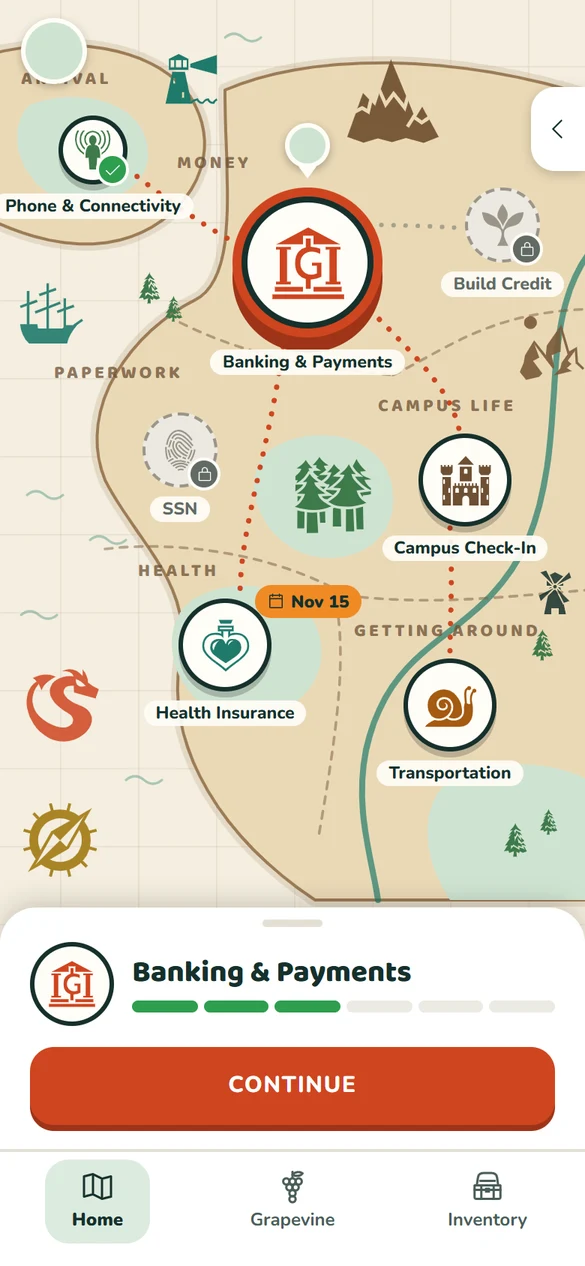 MONEY
Phone & Connectivity
Build Credit
Banking & Payments
PAPERWORK
CAMPUS LIFE
SSN
Campus Check-In
HEALTH
Nov 15
GETTING AROUND
Health Insurance
Transportation
Banking & Payments
CONTINUE
Home
Grapevine
Inventory